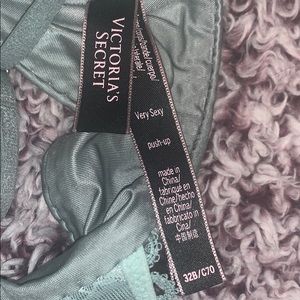 VICTORIA'S
SECRET
Very Sexy
push-up
made in
China/
fabriqué en
Chine/hecho
en China/
fabbricato in
Cina/
中国制造
32B/C70